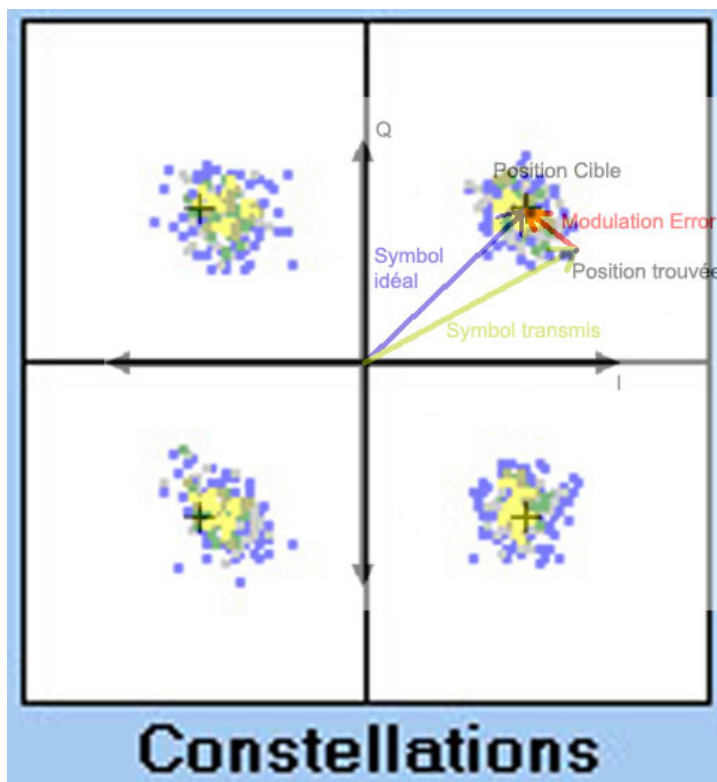 Q
Position Cible
Modulation Error
Symbol
idéal
Position trouvée
Symbol transmis
I
Constellations